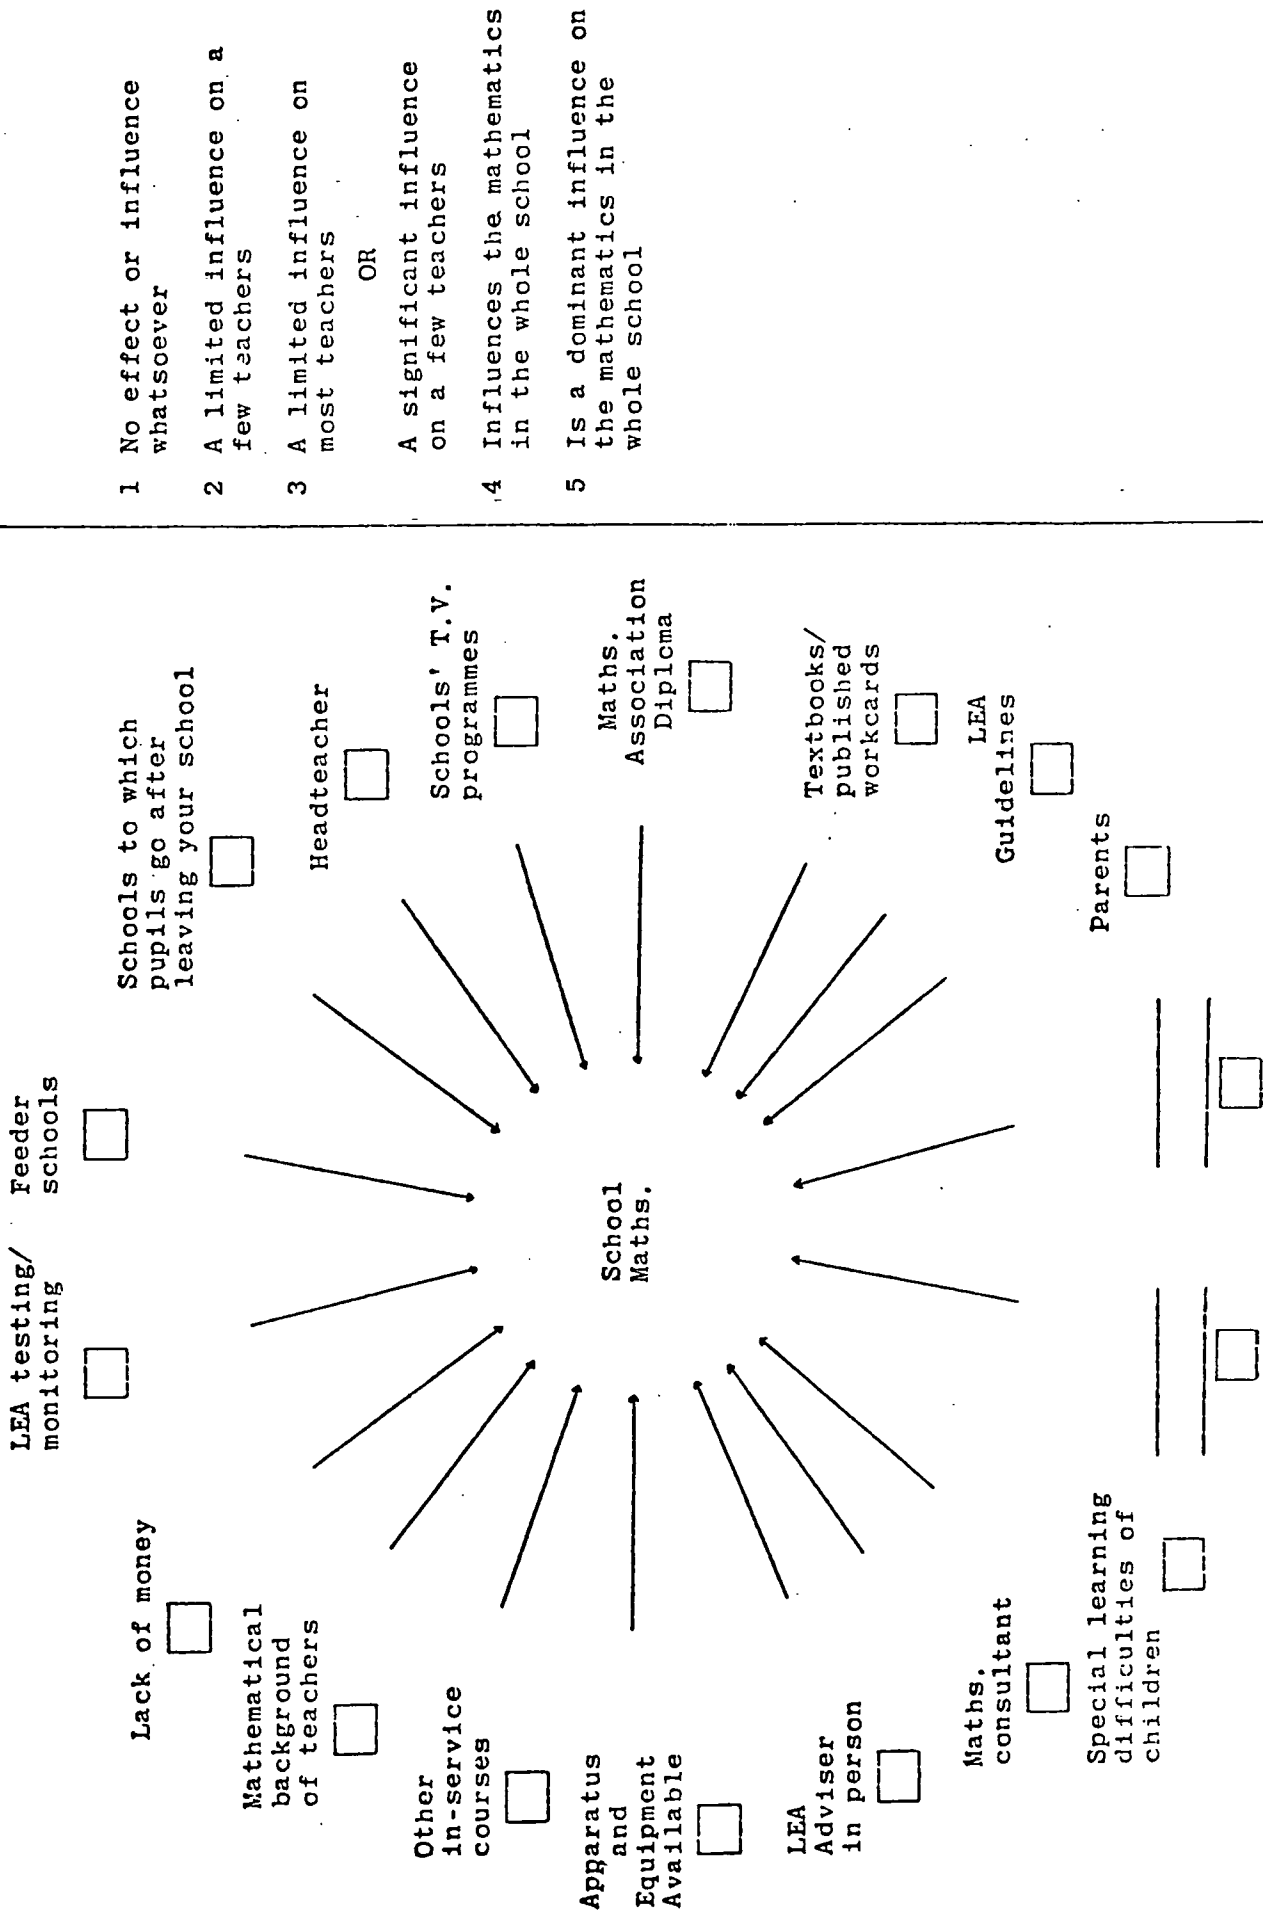 LEA testing/
monitoring
Feeder
schools
Schools to which
pupils go after
leaving your school
Headteacher
Schools' T.V.
programmes
Maths.
Association
Diploma
Textbooks/
published
workcards
LEA
Guidelines
Parents
Lack of money
Mathematical
background
of teachers
Other
in-service
courses
Apparatus
and
Equipment
Available
LEA
Adviser
in person
Maths.
consultant
Special learning
difficulties of
children
School
Maths.
1 No effect or influence
whatsoever
2 A limited influence on a
few teachers
3 A limited influence on
most teachers
OR
A significant influence
on a few teachers
4 Influences the mathematics
in the whole school
5 Is a dominant influence on
the mathematics in the
whole school